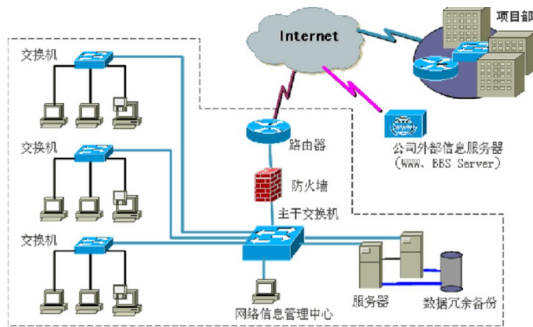 项目部
Internet
交换机
路由器
公司外部信息服务器
(WWW、BBS Server)
交换机
防火墙
主干交换机
交换机
网络信息管理中心
服务器
数据冗余备份